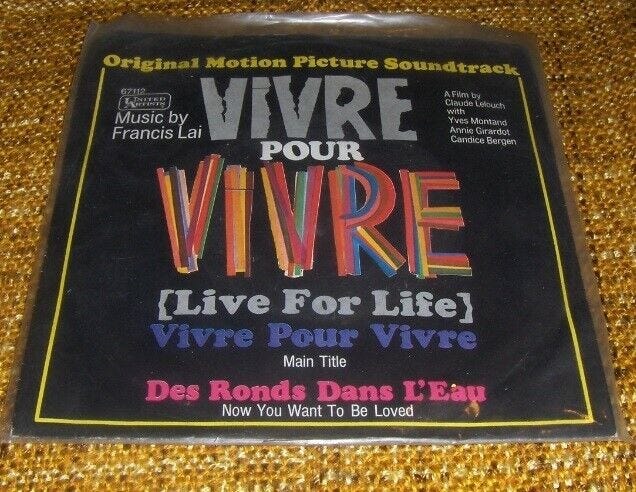 Original Motion Picture Soundtrack
67112
UNITED
ARTISTS
Music by
Francis Lai
VIVRE
POUR
VIVRE
A Film by
Claude Lelouch
with
Yves Montand
Annie Girardot
Candice Bergen
[Live For Life]
Vivre Pour Vivre
Main Title
Des Ronds Dans L'Eau
Now You Want To Be Loved